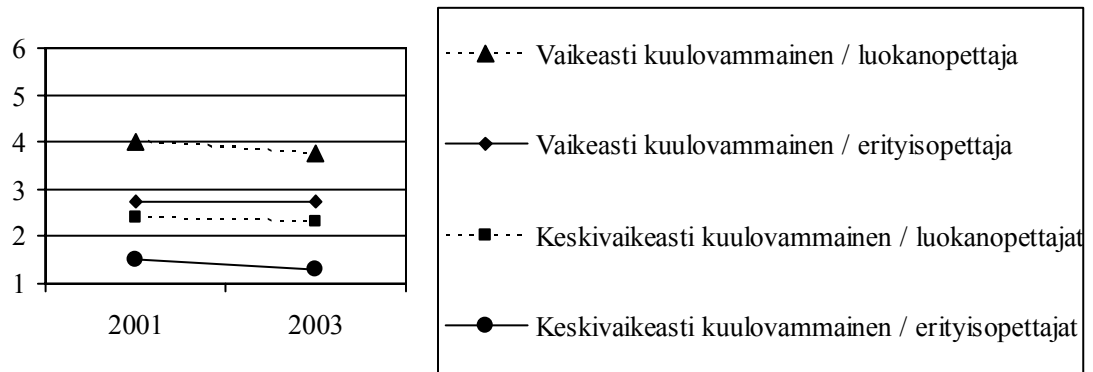 6
5
4
3
2
1
2001 2003
Vaikeasti kuulovammainen / luokanopettaja
Vaikeasti kuulovammainen / erityisopettaja
Keskivaikeasti kuulovammainen / luokanopettajat
Keskivaikeasti kuulovammainen / erityisopettajat